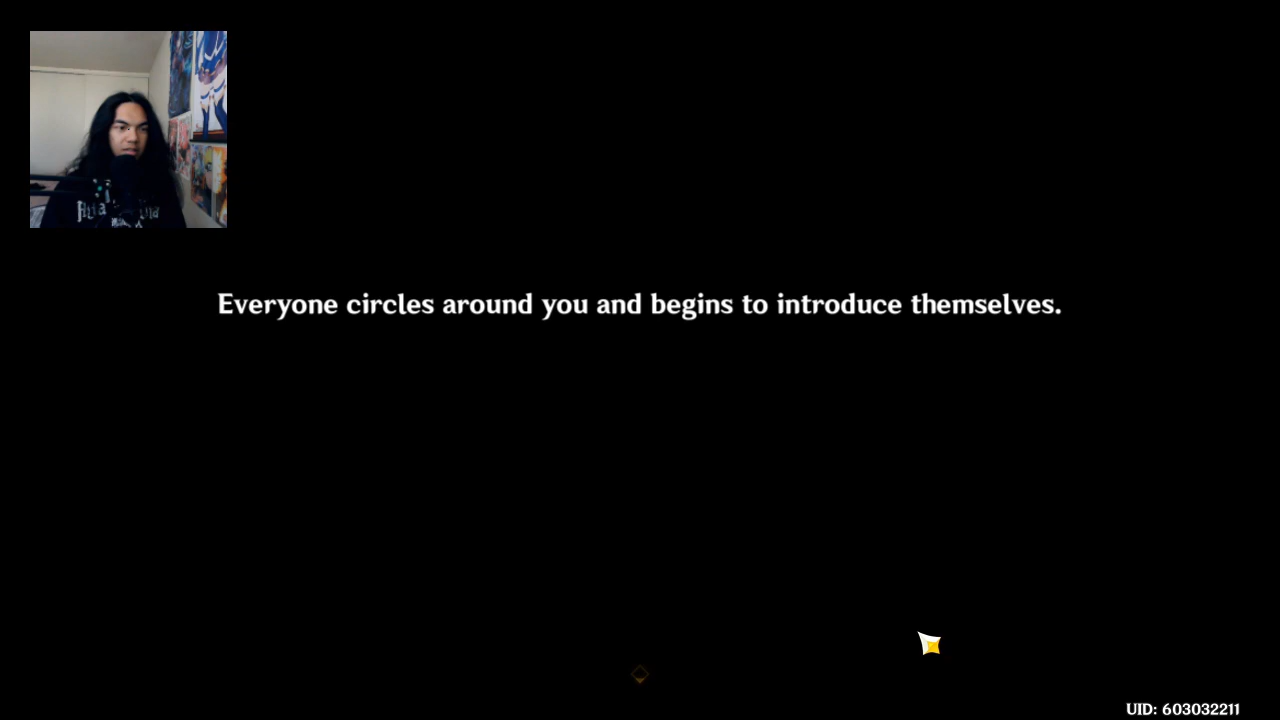 Everyone circles around you and begins to introduce themselves.
UID: 603032211